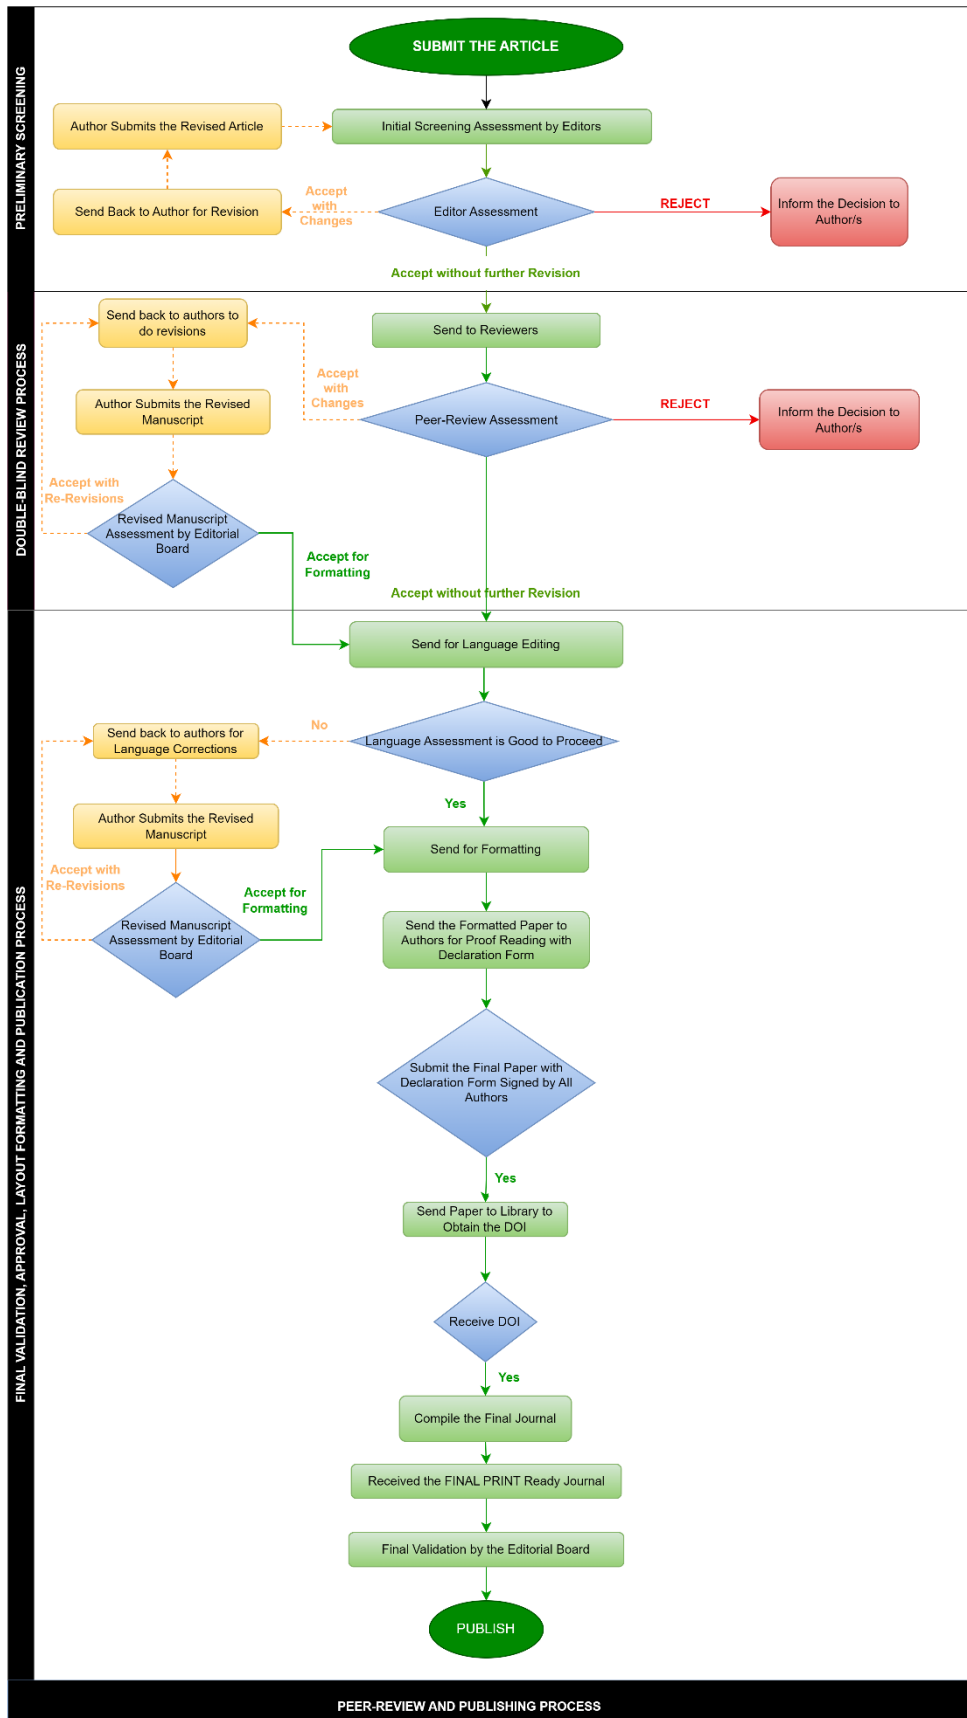 PRELIMINARY SCREENING
SUBMIT THE ARTICLE
Author Submits the Revised Article
Initial Screening Assessment by Editors
Send Back to Author for Revision
Accept
with
Changes
Editor Assessment
REJECT
Inform the Decision to
Author/s
Accept without further Revision
DOUBLE-BLIND REVIEW PROCESS
Send back to authors to
do revisions
Send to Reviewers
Accept
with
Changes
Author Submits the Revised
Manuscript
Peer-Review Assessment
REJECT
Inform the Decision to
Author/s
Accept with
Re-Revisions
Revised Manuscript
Assessment by Editorial
Board
Accept for
Formatting
Accept without further Revision
FINAL VALIDATION, APPROVAL, LAYOUT FORMATTING AND PUBLICATION PROCESS
Send for Language Editing
Send back to authors for
Language Corrections
No
Language Assessment is Good to Proceed
Yes
Author Submits the Revised
Manuscript
Send for Formatting
Accept with
Re-Revisions
Revised Manuscript
Assessment by Editorial
Board
Accept for
Formatting
Send the Formatted Paper to
Authors for Proof Reading with
Declaration Form
Submit the Final Paper with
Declaration Form Signed by All
Authors
Yes
Send Paper to Library to
Obtain the DOI
Receive DOI
Yes
Compile the Final Journal
Received the FINAL PRINT Ready Journal
Final Validation by the Editorial Board
PUBLISH
PEER-REVIEW AND PUBLISHING PROCESS